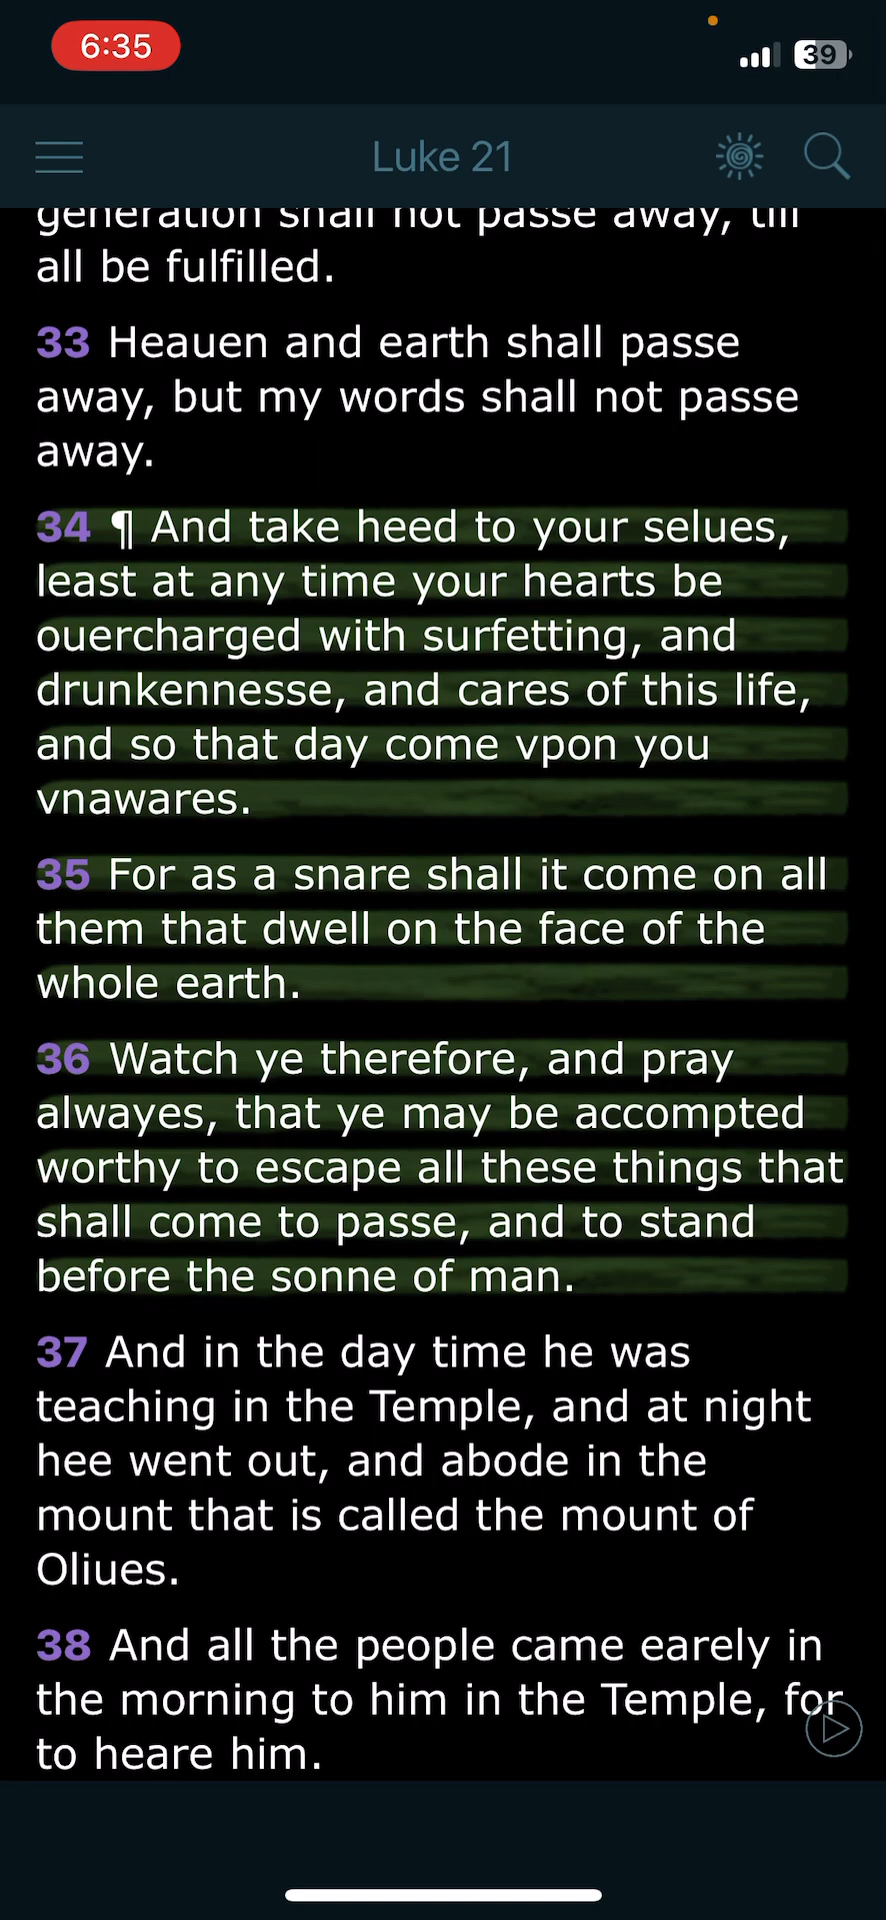 6:35
39
Luke 21
generation shall not passe away, till
all be fulfilled.
33 Heauen and earth shall passe
away, but my words shall not passe
away.
34 ¶ And take heed to your selues,
least at any time your hearts be
ouercharged with surfetting, and
drunkennesse, and cares of this life,
and so that day come vpon you
vnawares.
35 For as a snare shall it come on all
them that dwell on the face of the
whole earth.
36 Watch ye therefore, and pray
alwayes, that ye may be accompted
worthy to escape all these things that
shall come to passe, and to stand
before the sonne of man.
37 And in the day time he was
teaching in the Temple, and at night
hee went out, and abode in the
mount that is called the mount of
Oliues.
38 And all the people came earely in
the morning to him in the Temple, for
to heare him.